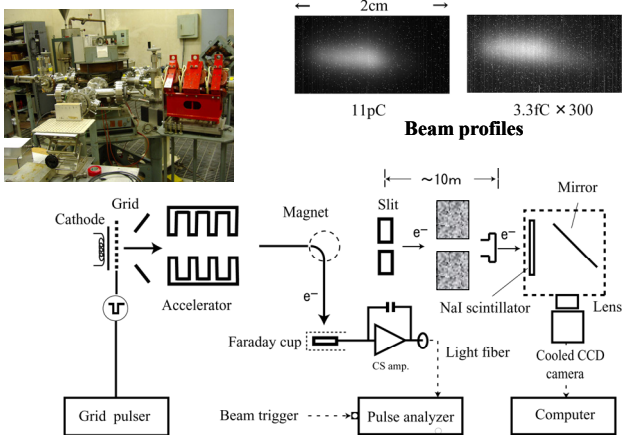 2cm
11pC
3.3fC × 300
Beam profiles
~10m
Mirror
Grid
Slit
Magnet
Cathode
e⁻
e⁻
Accelerator
e⁻
NaI scintillator
Lens
Faraday cup
CS amp.
Light fiber
Cooled CCD
camera
Grid pulser
Beam trigger
Pulse analyzer
Computer